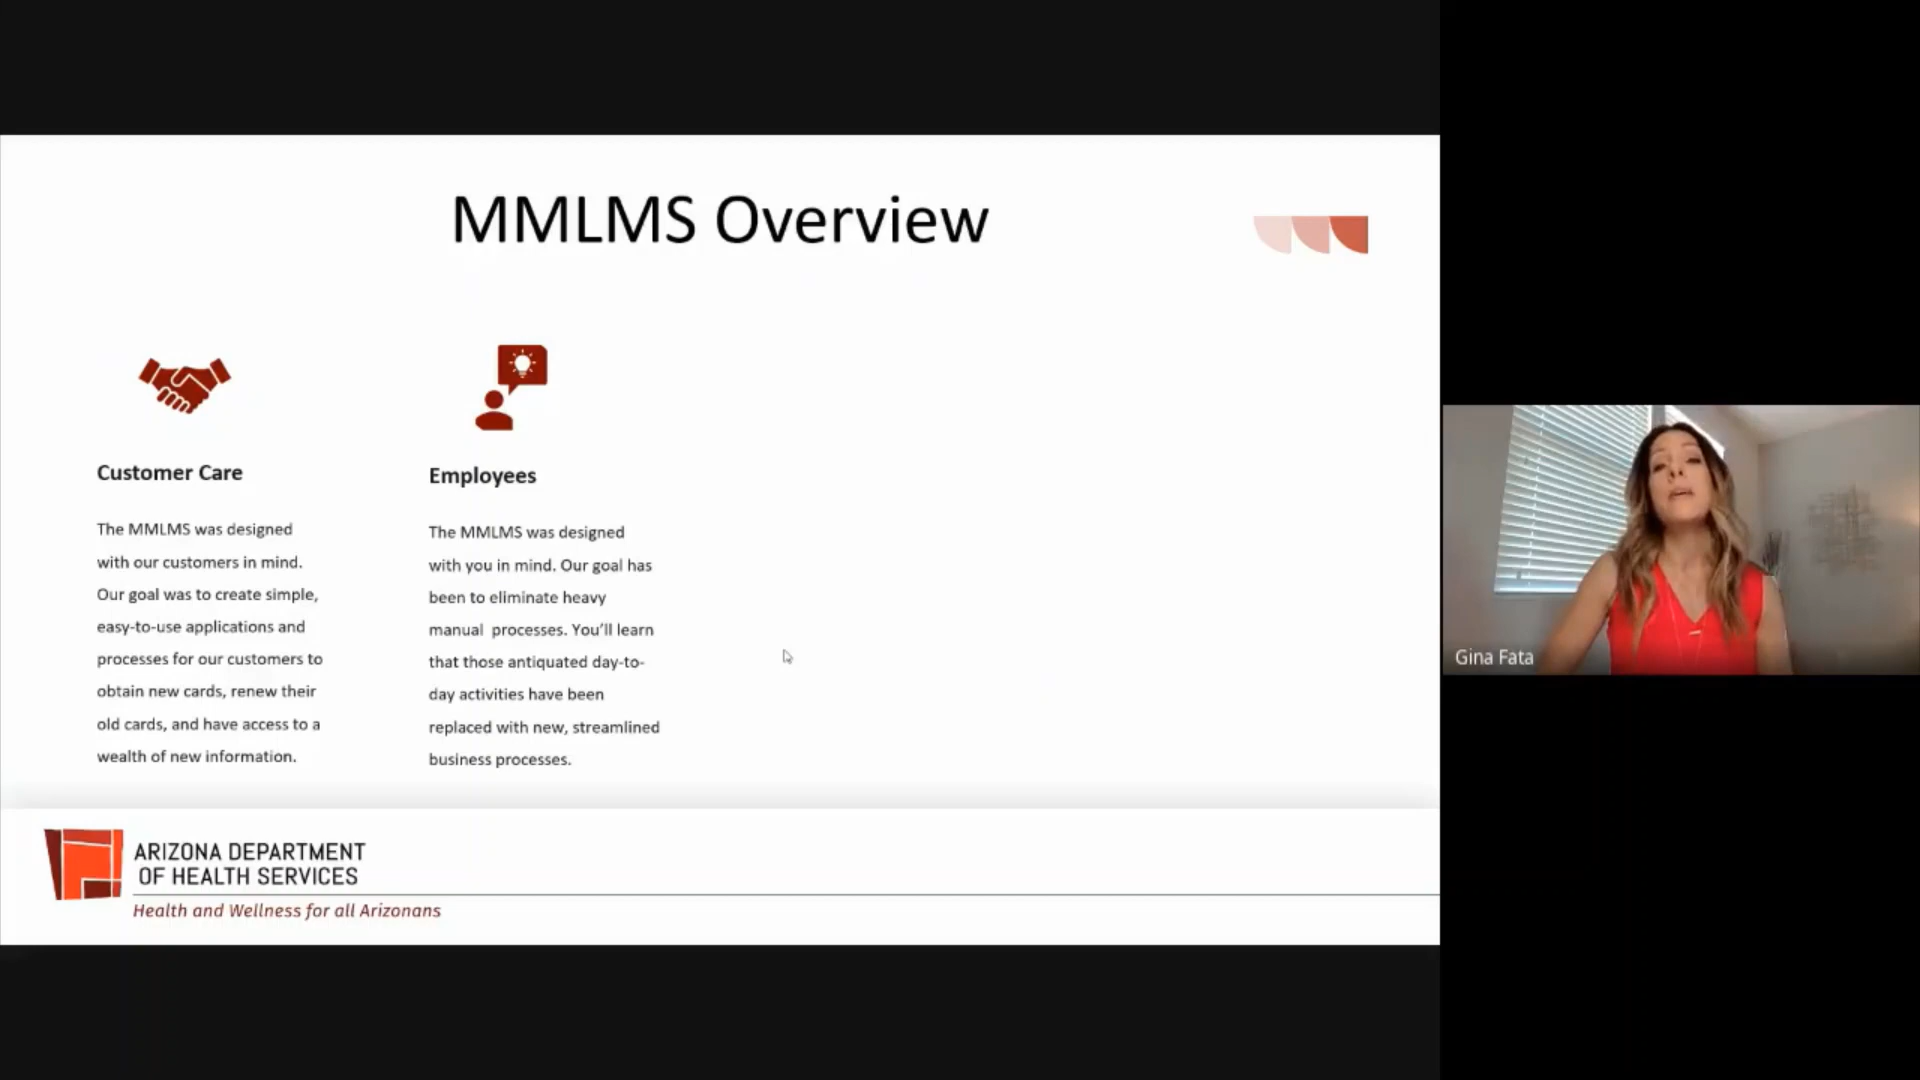 MMLMS Overview
Customer Care
The MMLMS was designed
with our customers in mind.
Our goal was to create simple,
easy-to-use applications and
processes for our customers to
obtain new cards, renew their
old cards, and have access to a
wealth of new information.
Employees
The MMLMS was designed
with you in mind. Our goal has
been to eliminate heavy
manual  processes. You'll learn
that those antiquated day-to-
day activities have been
replaced with new, streamlined
business processes.
ARIZONA DEPARTMENT
OF HEALTH SERVICES
Health and Wellness for all Arizonans
Gina Fata